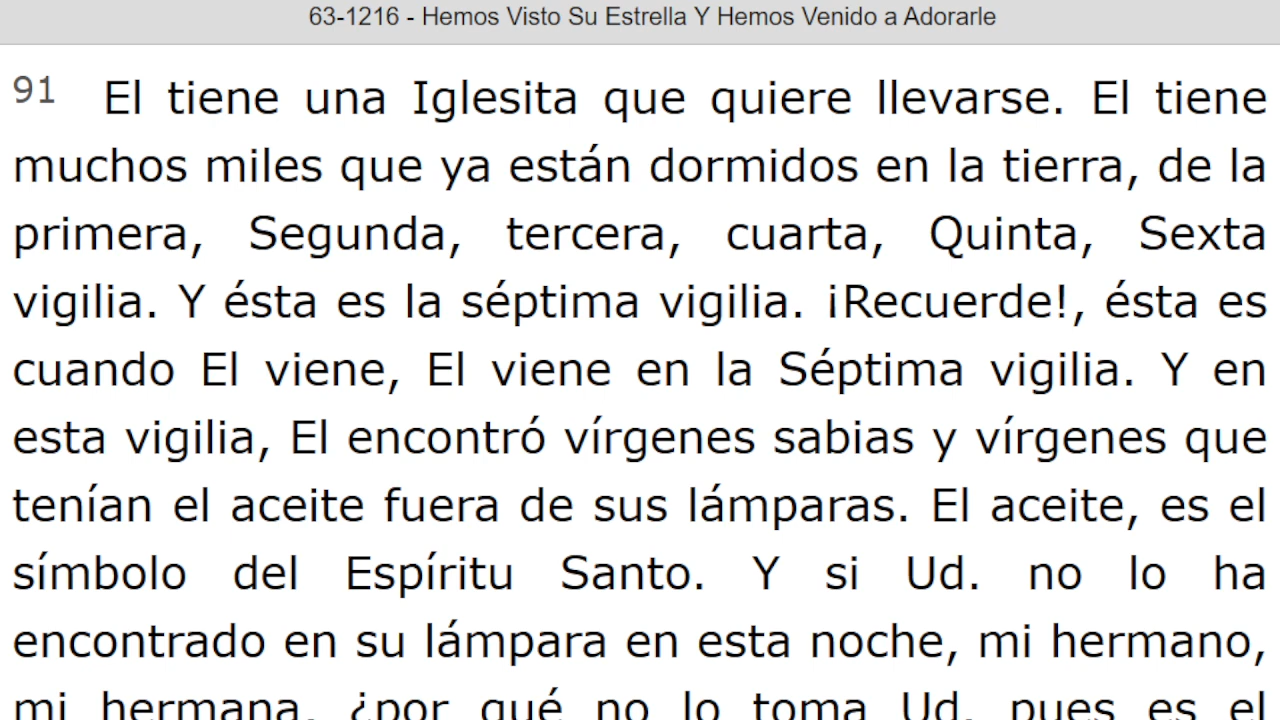 63-1216 - Hemos Visto Su Estrella Y Hemos Venido a Adorarle
91 El tiene una Iglesita que quiere llevarse. El tiene
muchos miles que ya están dormidos en la tierra, de la
primera, Segunda, tercera, cuarta, Quinta, Sexta
vigilia. Y ésta es la séptima vigilia. ¡Recuerde!, ésta es
cuando El viene, El viene en la Séptima vigilia. Y en
esta vigilia, El encontró vírgenes sabias y vírgenes que
tenían el aceite fuera de sus lámparas. El aceite, es el
símbolo del Espíritu Santo. Y si Ud. no lo ha
encontrado en su lámpara en esta noche, mi hermano,
mi hermana, ¿por qué no lo toma Ud. pues es el